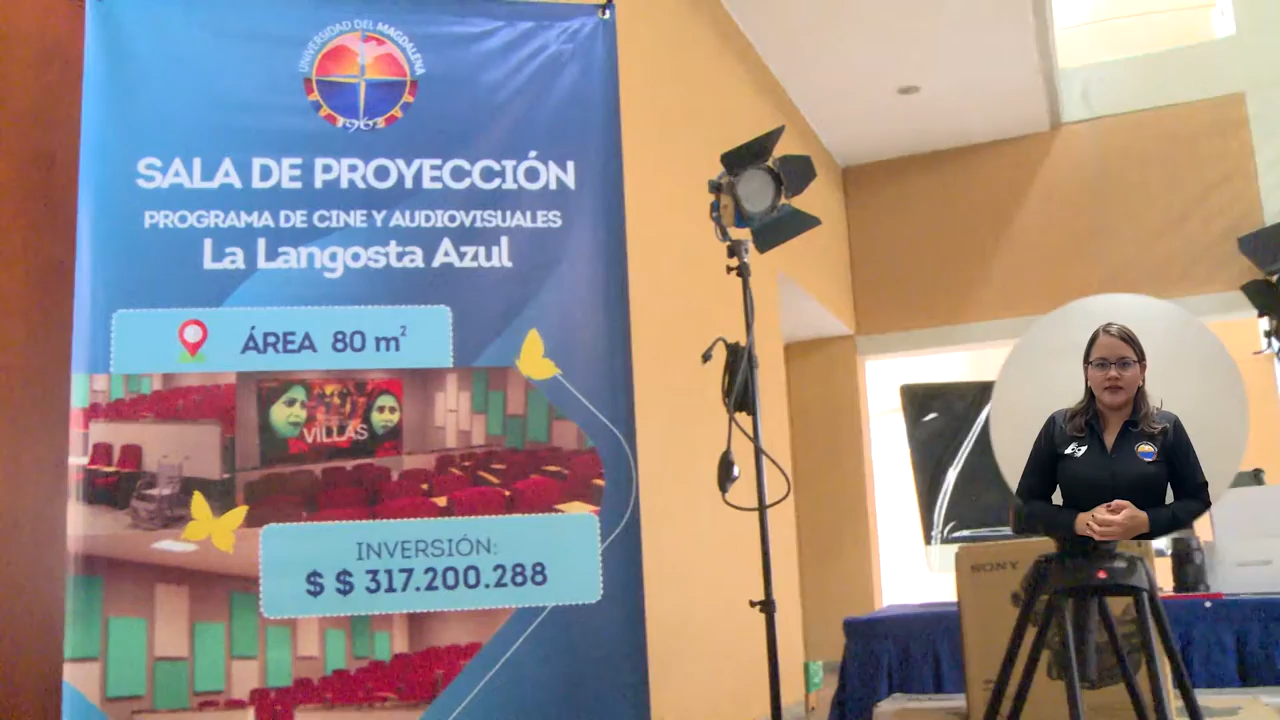 UNIVERSIDAD DEL MAGDALENA
1962
SALA DE PROYECCIÓN
PROGRAMA DE CINE Y AUDIOVISUALES
La Langosta Azul
ÁREA 80 m²
VILLAS
INVERSIÓN:
$ $ 317.200.288
SONY